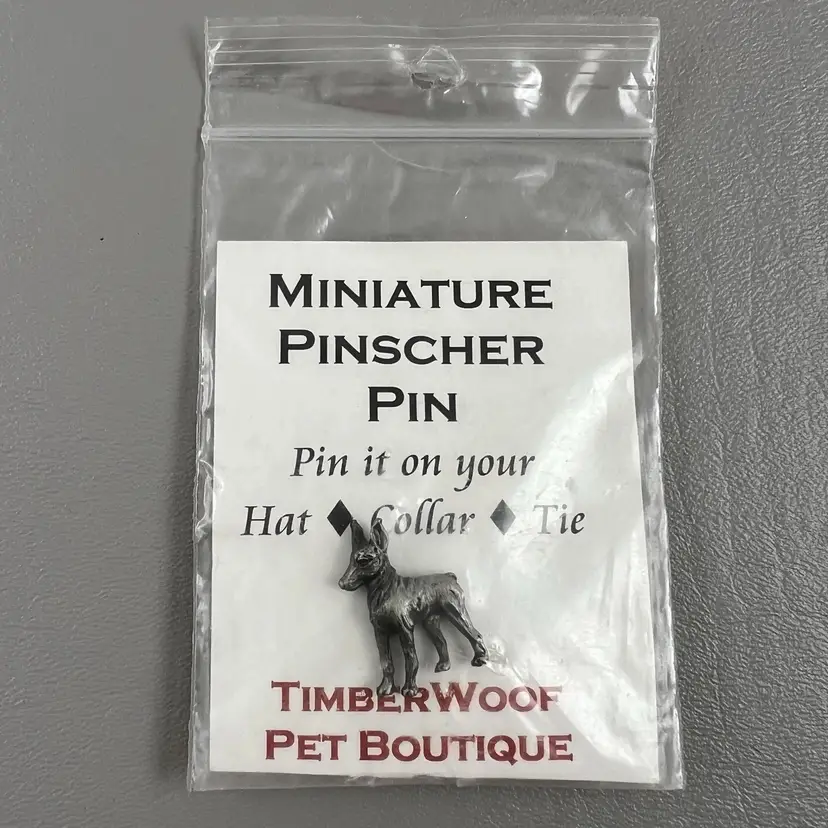 MINIATURE
PINSCHER
PIN
Pin it on your
Hat ♦ Collar ♦ Tie
TIMBERWOOF
PET BOUTIQUE